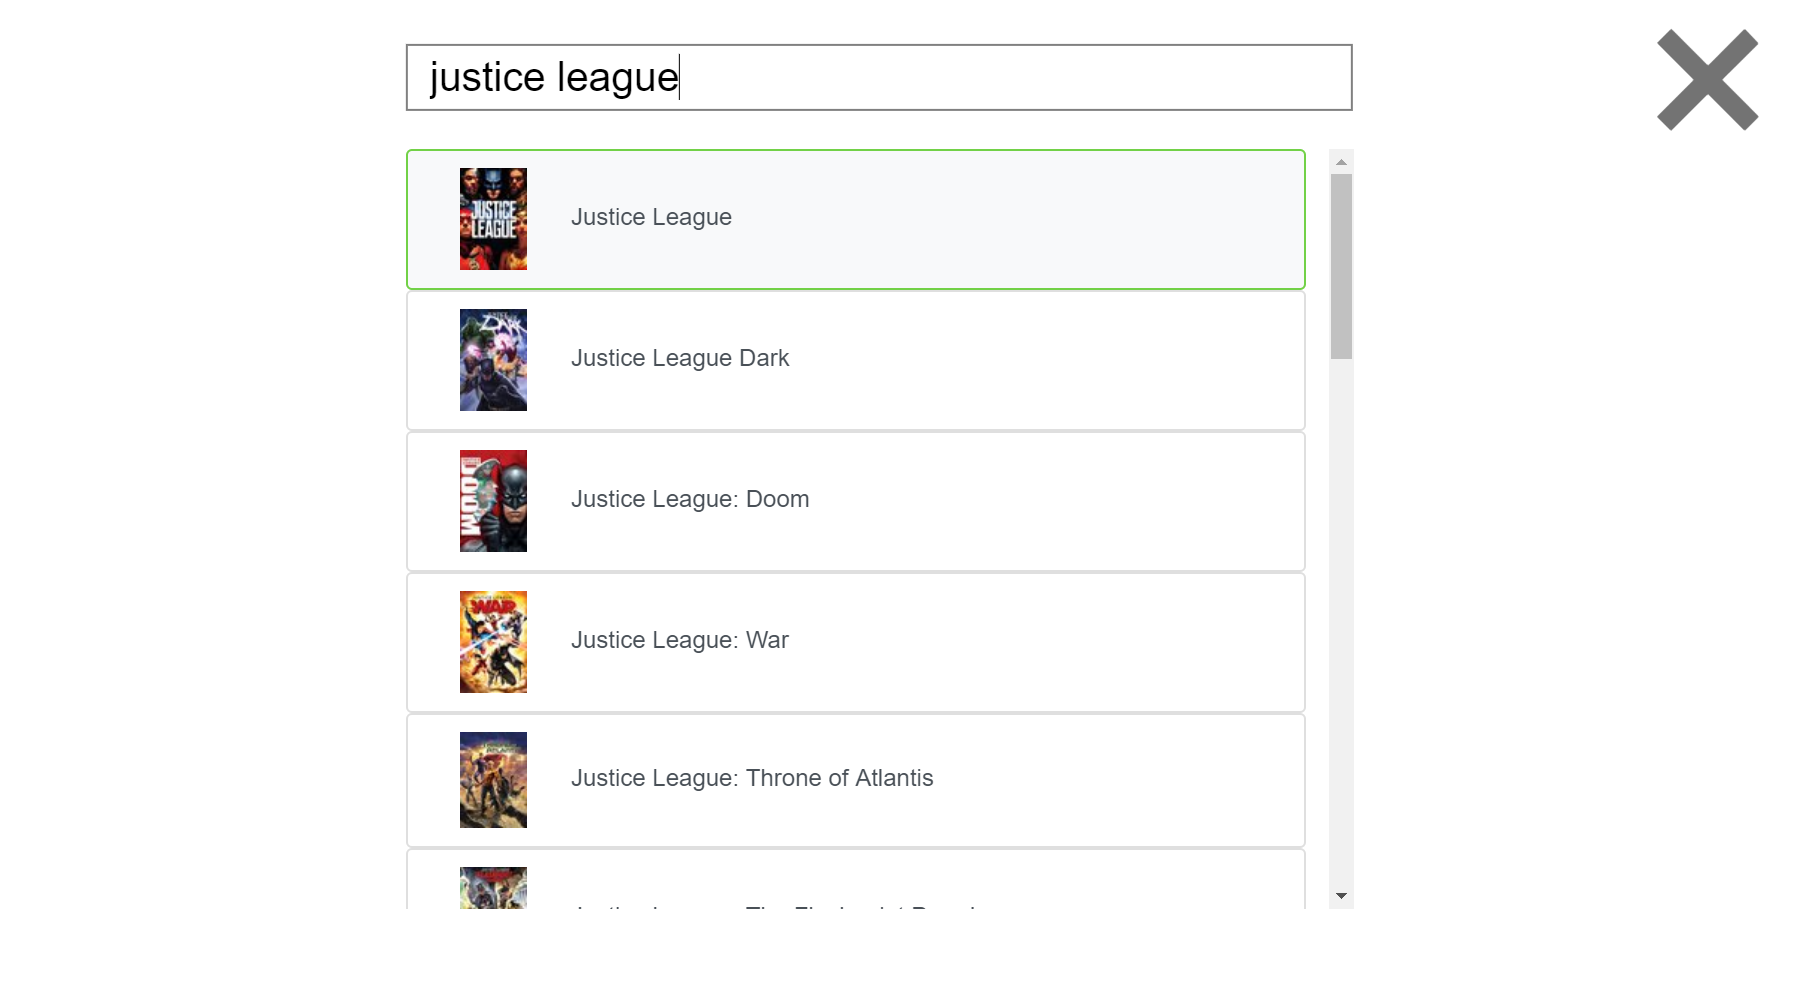 justice league
JUSTICE
LEAGUE
Justice League
DARK
Justice League Dark
DOOM
Justice League: Doom
WAR
Justice League: War
Justice League: Throne of Atlantis